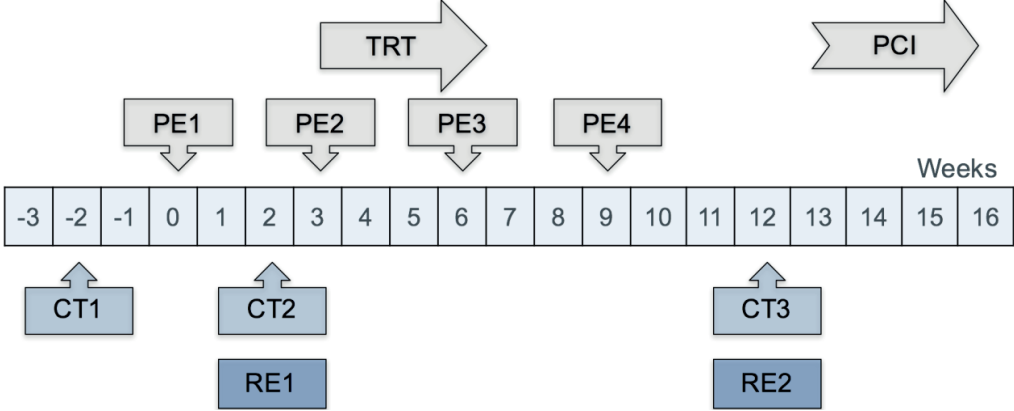 TRT PCI
PE1 PE2 PE3 PE4
Weeks
-3 -2 -1 0 1 2 3 4 5 6 7 8 9 10 11 12 13 14 15 16
CT1 CT2 CT3
RE1 RE2